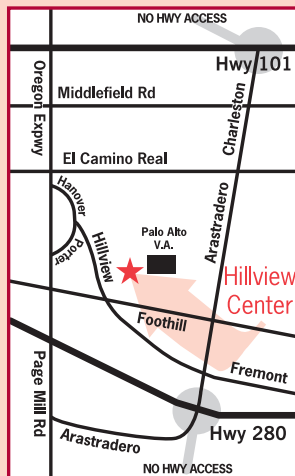 NO HWY ACCESS
Hwy 101
Oregon Expwy
Middlefield Rd
Charleston
El Camino Real
Hanover
Porter
Hillview
Palo Alto
V.A.
Arastradero
Hillview
Center
Foothill
Fremont
Page Mill Rd
Hwy 280
Arastradero
NO HWY ACCESS